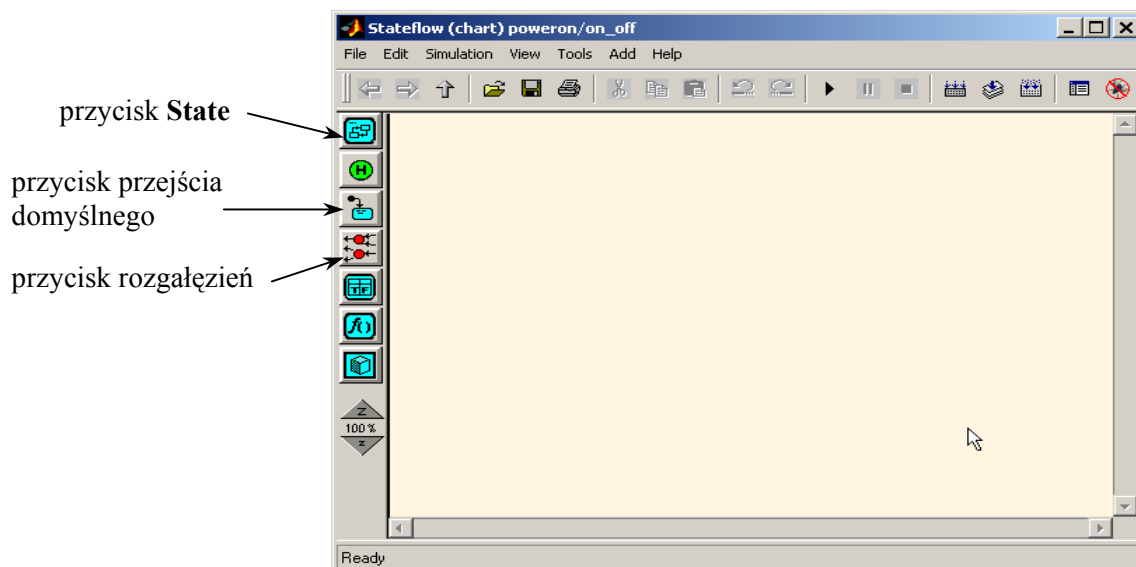 Stateflow (chart) poweron/on_off
File Edit Simulation View Tools Add Help
przycisk State
H
przycisk przejścia
domyślnego
przycisk rozgałęzień
T F
f()
Z
100 %
z
Ready